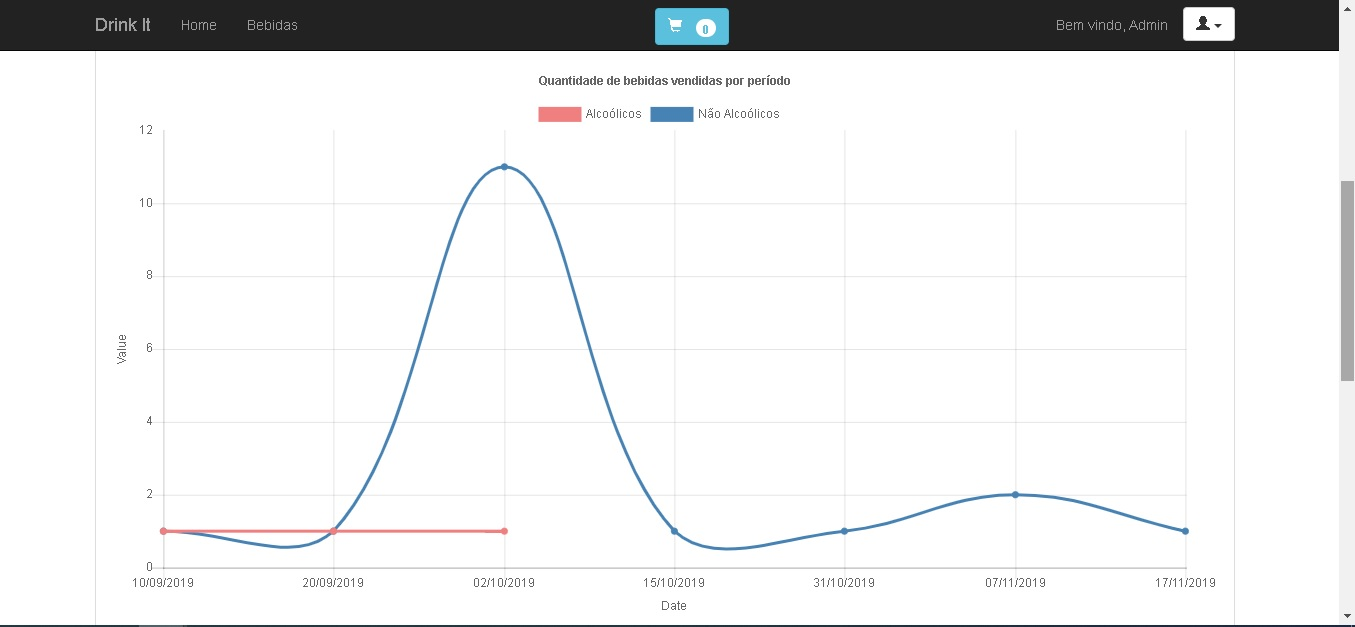 Drink It Home Bebidas 0 Bem vindo, Admin
Quantidade de bebidas vendidas por período
Alcoólicos Não Alcoólicos
12
10
8
6
4
2
0
Value
10/09/2019 20/09/2019 02/10/2019 15/10/2019 31/10/2019 07/11/2019 17/11/2019
Date